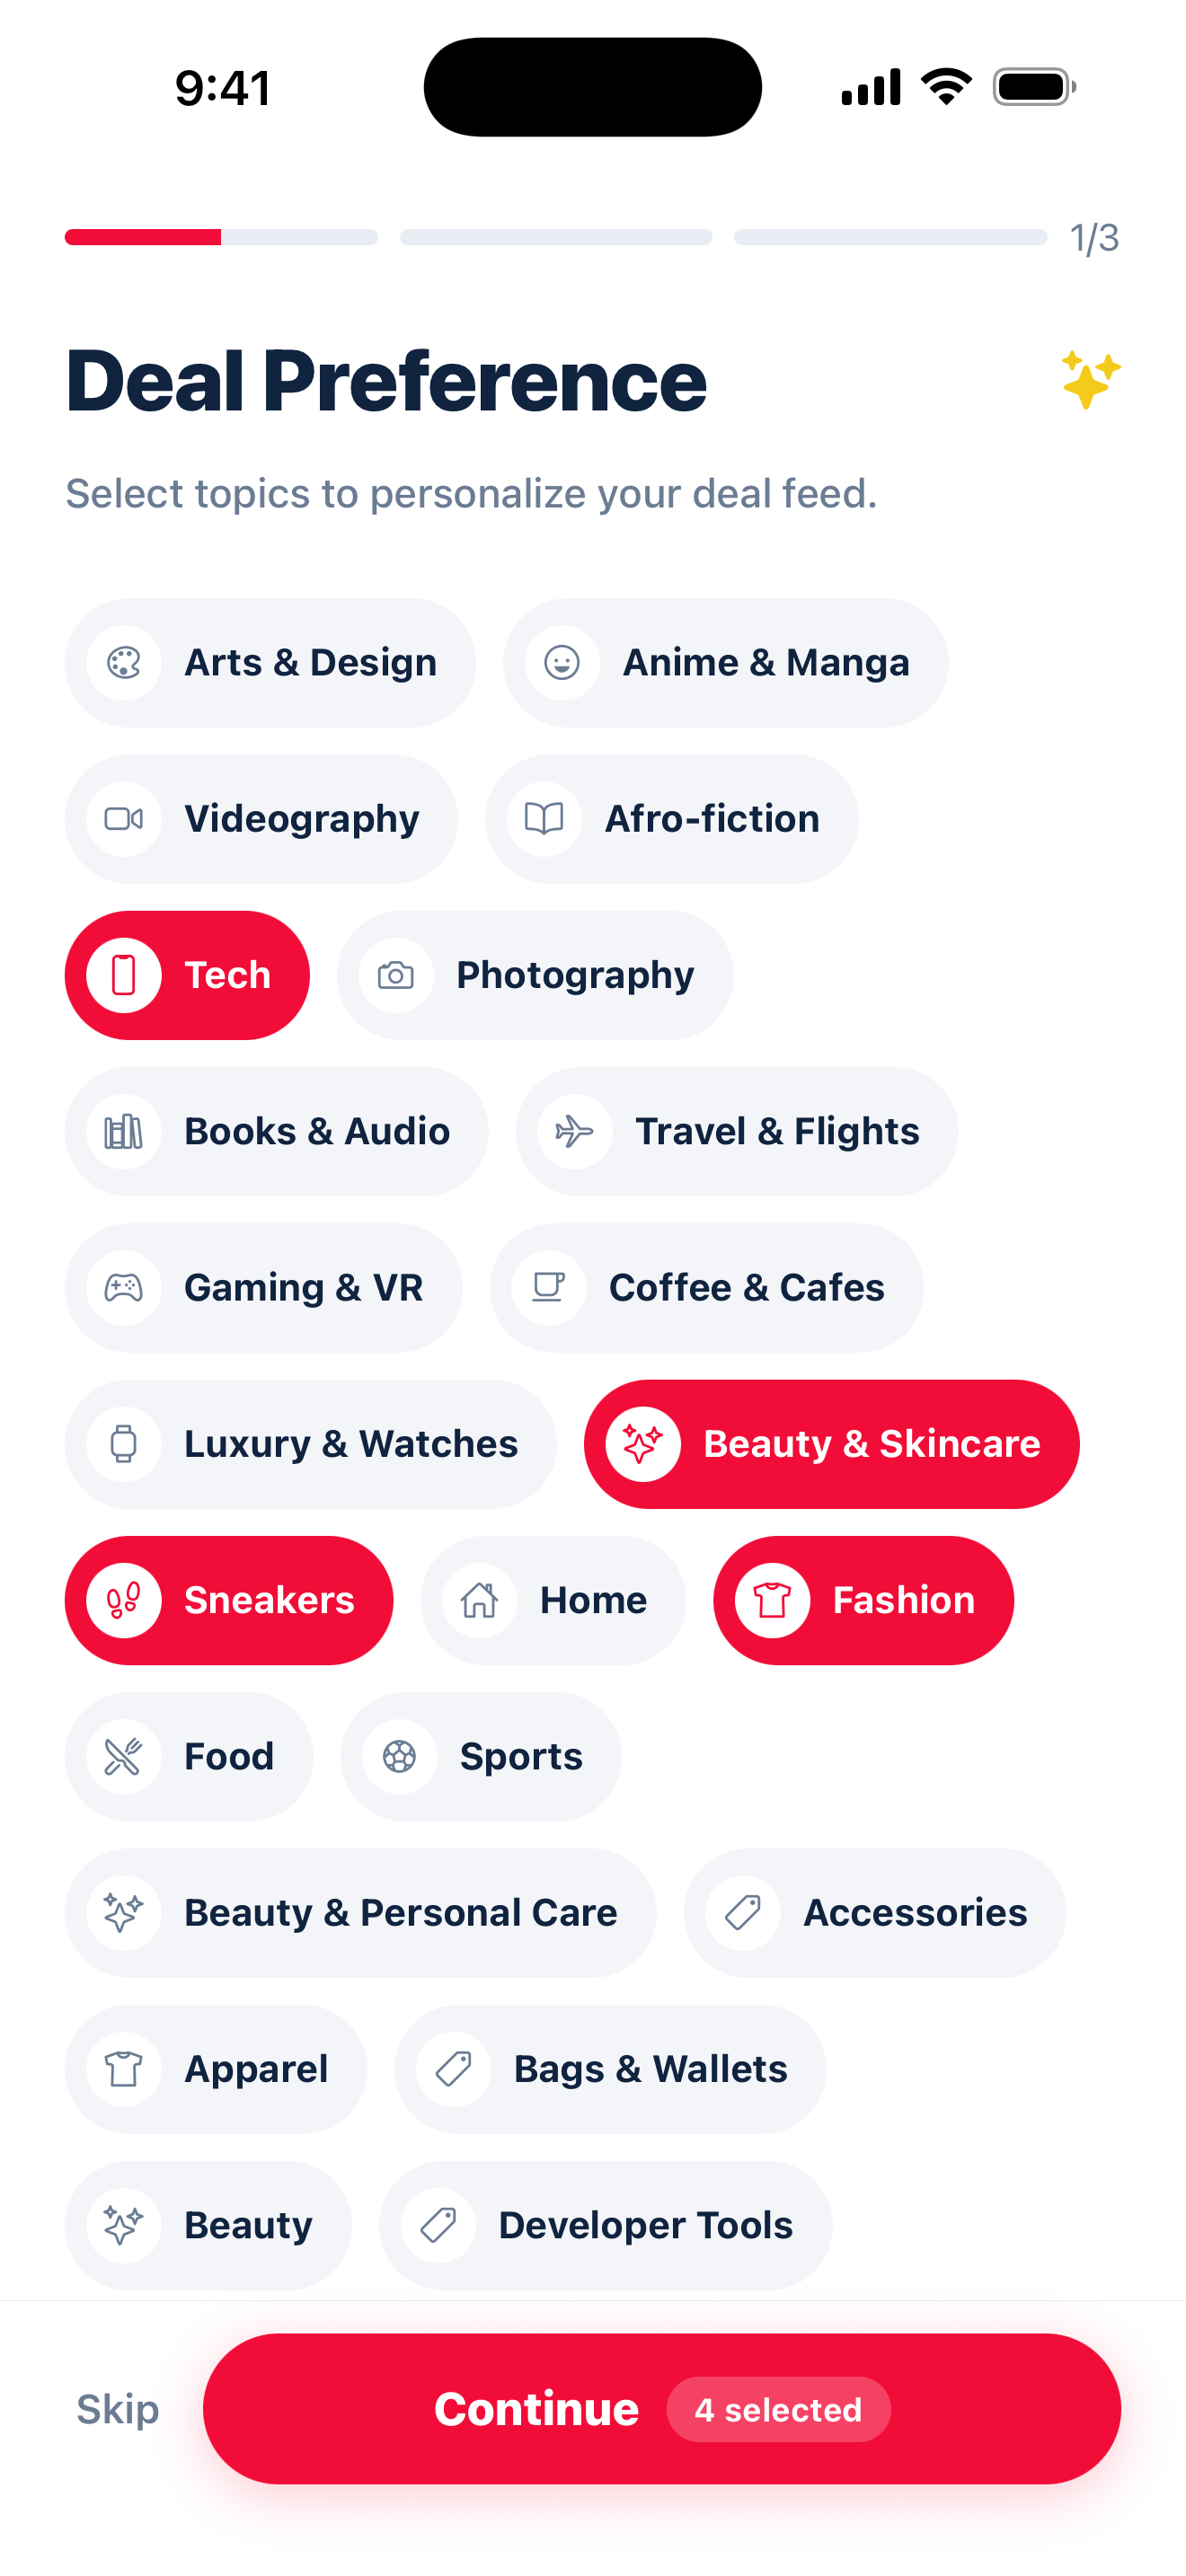 9:41
1/3
Deal Preference
Select topics to personalize your deal feed.
Arts & Design
Anime & Manga
Videography
Afro-fiction
Tech
Photography
Books & Audio
Travel & Flights
Gaming & VR
Coffee & Cafes
Luxury & Watches
Beauty & Skincare
Sneakers
Home
Fashion
Food
Sports
Beauty & Personal Care
Accessories
Apparel
Bags & Wallets
Beauty
Developer Tools
Skip
Continue
4 selected